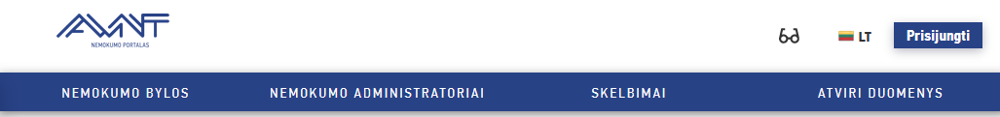 AVNT
NEMOKUMO PORTALAS
LT
Prisijungti
NEMOKUMO BYLOS
NEMOKUMO ADMINISTRATORIAI
SKELBIMAI
ATVIRI DUOMENYS